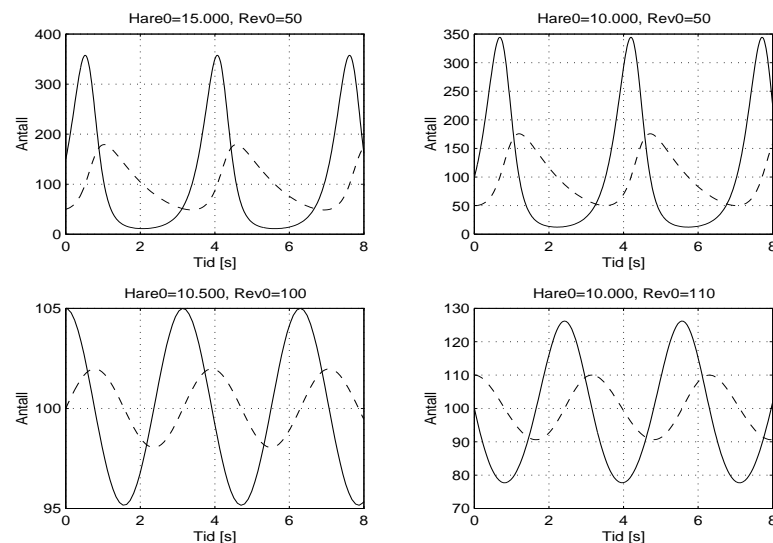 Hare0=15.000, Rev0=50
400
300
200
100
0
Antall
0 2 4 6 8
Tid [s]
Hare0=10.000, Rev0=50
350
300
250
200
150
100
50
0
Antall
0 2 4 6 8
Tid [s]
Hare0=10.500, Rev0=100
105
100
95
Antall
0 2 4 6 8
Tid [s]
Hare0=10.000, Rev0=110
130
120
110
100
90
80
70
Antall
0 2 4 6 8
Tid [s]